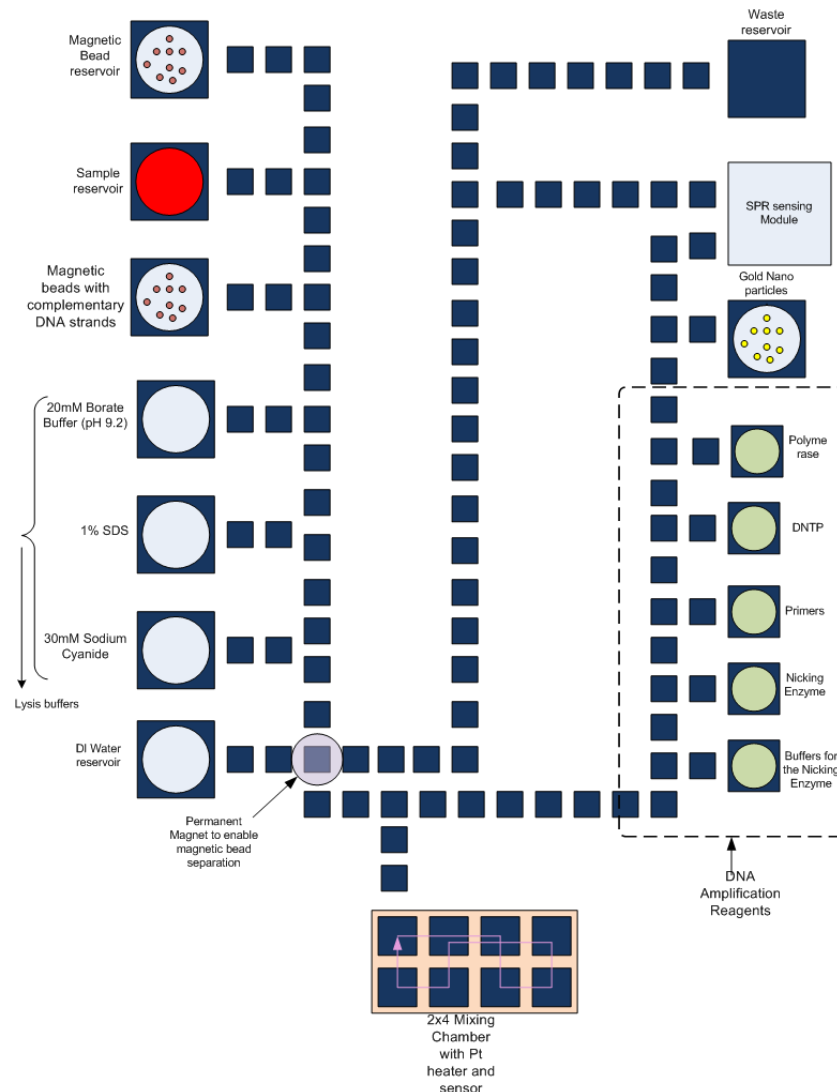 Magnetic
Bead
reservoir
Sample
reservoir
Magnetic
beads with
complementary
DNA strands
20mM Borate
Buffer (pH 9.2)
1% SDS
30mM Sodium
Cyanide
Lysis buffers
DI Water
reservoir
Permanent
Magnet to enable
magnetic bead
separation
2x4 Mixing
Chamber
with Pt
heater and
sensor
Waste
reservoir
SPR sensing
Module
Gold Nano
particles
Polyme
rase
DNTP
Primers
Nicking
Enzyme
Buffers for
the Nicking
Enzyme
DNA
Amplification
Reagents